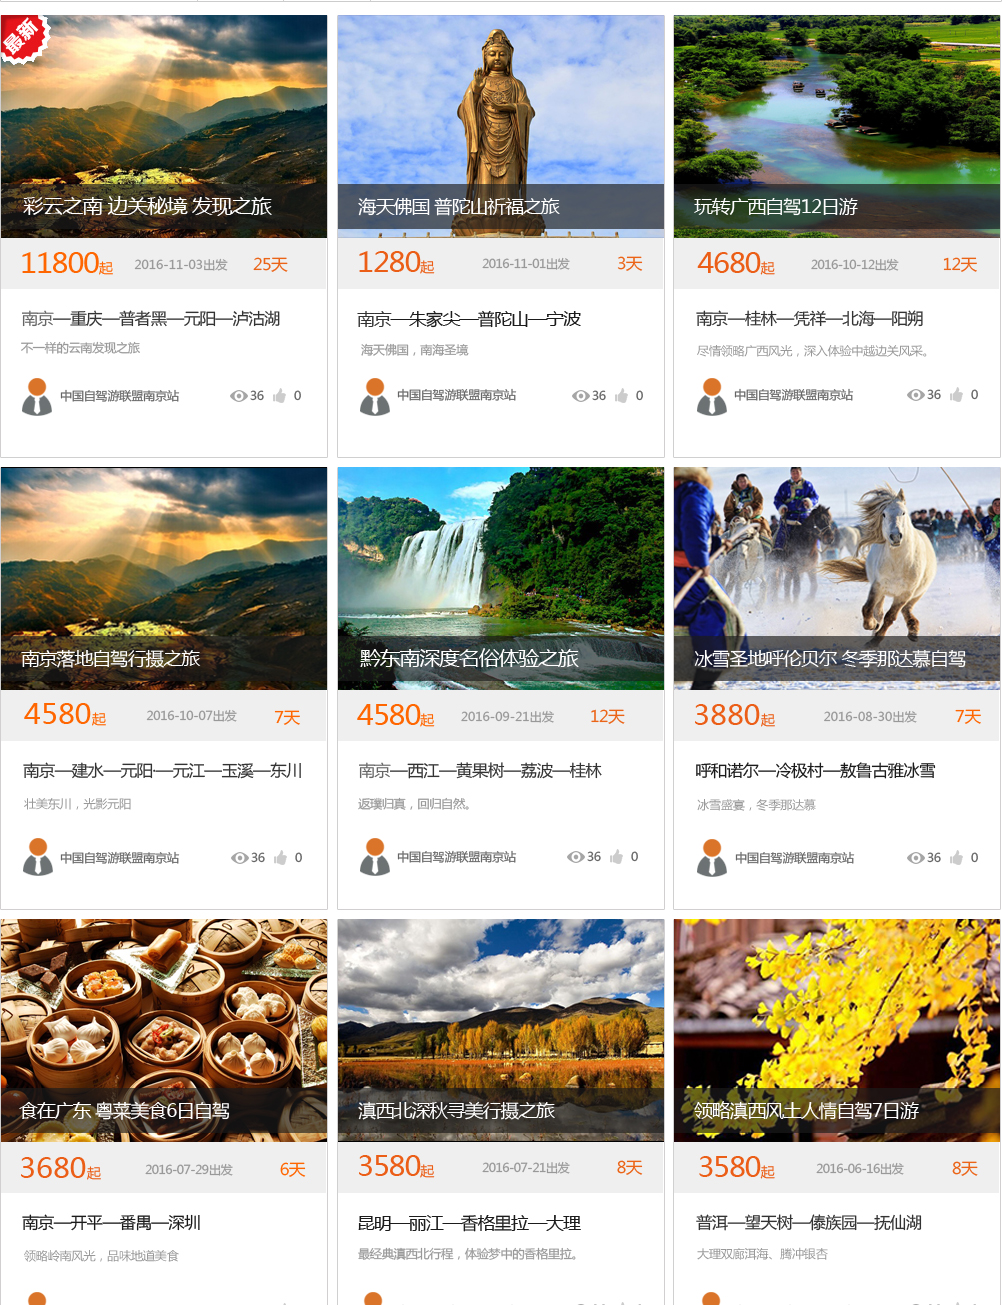 最新
彩云之南 边关秘境 发现之旅
11800起 2016-11-03出发 25天
南京—重庆—普者黑—元阳—泸沽湖
不一样的云南发现之旅
中国自驾游联盟南京站 36 0
海天佛国 普陀山祈福之旅
1280起 2016-11-01出发 3天
南京—朱家尖—普陀山—宁波
海天佛国，南海圣境
中国自驾游联盟南京站 36 0
玩转广西自驾12日游
4680起 2016-10-12出发 12天
南京—桂林—凭祥—北海—阳朔
尽情领略广西风光，深入体验中越边关风采。
中国自驾游联盟南京站 36 0
南京落地自驾行摄之旅
4580起 2016-10-07出发 7天
南京—建水—元阳·—元江—玉溪—东川
壮美东川，光影元阳
中国自驾游联盟南京站 36 0
黔东南深度名俗体验之旅
4580起 2016-09-21出发 12天
南京—西江—黄果树—荔波—桂林
返璞归真，回归自然。
中国自驾游联盟南京站 36 0
冰雪圣地呼伦贝尔 冬季那达慕自驾
3880起 2016-08-30出发 7天
呼和诺尔—冷极村—敖鲁古雅冰雪
冰雪盛宴，冬季那达慕
中国自驾游联盟南京站 36 0
食在广东 粤菜美食6日自驾
3680起 2016-07-29出发 6天
南京—开平—番禺—深圳
领略岭南风光，品味地道美食
滇西北深秋寻美行摄之旅
3580起 2016-07-21出发 8天
昆明—丽江—香格里拉—大理
最经典滇西北行程，体验梦中的香格里拉。
领略滇西风土人情自驾7日游
3580起 2016-06-16出发 8天
普洱—望天树—傣族园—抚仙湖
大理双廊洱海、腾冲银杏